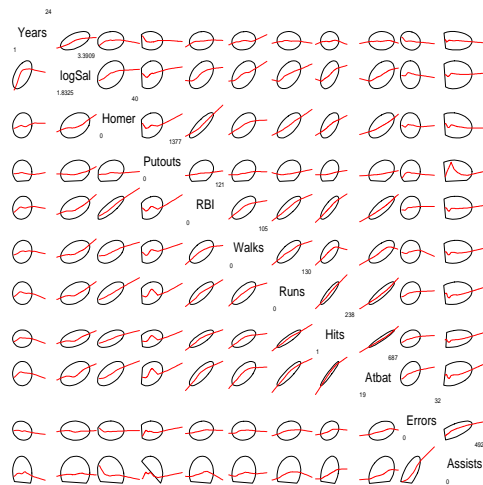 24
Years
1
3.3909
logSal
1.8325
40
Homer
0
1377
Putouts
0
121
RBI
0
105
Walks
0
130
Runs
0
238
Hits
1
687
Atbat
19
32
Errors
0
492
Assists
0